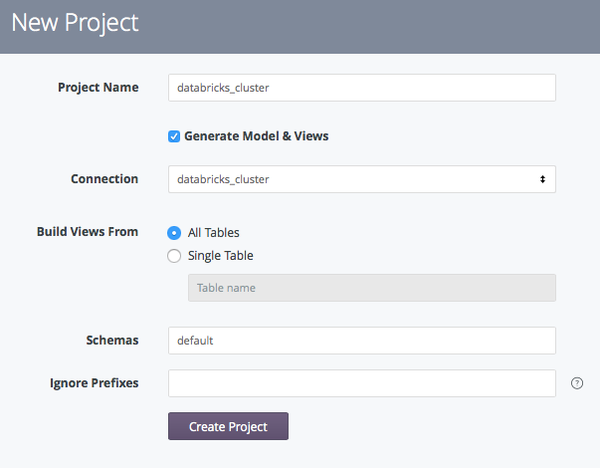 New Project
Project Name
databricks_cluster
Generate Model & Views
Connection
databricks_cluster
Build Views From
All Tables
Single Table
Table name
Schemas
default
Ignore Prefixes
?
Create Project